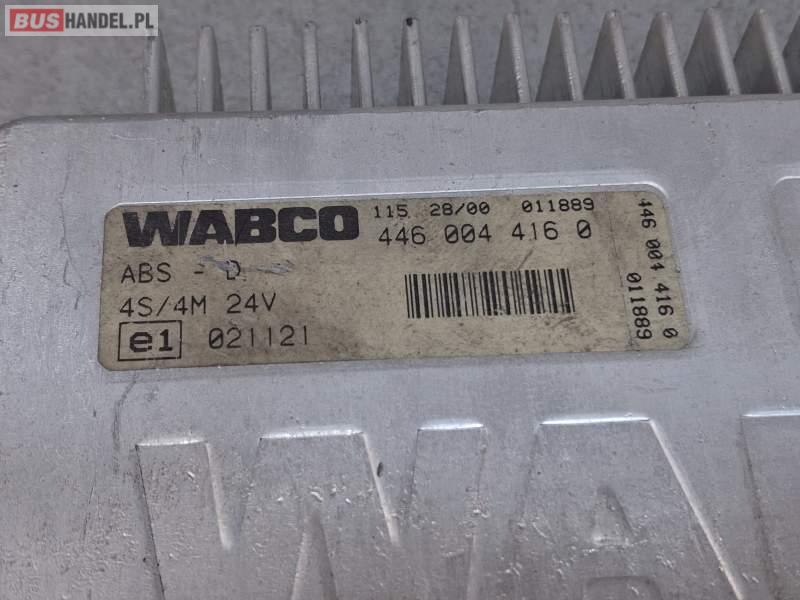 BUSHANDEL.PL
WABCO 115 28/00 011889
446 004 416 0
ABS - D
4S/4M 24V
e1 021121
446 004 416 0
011889
WA